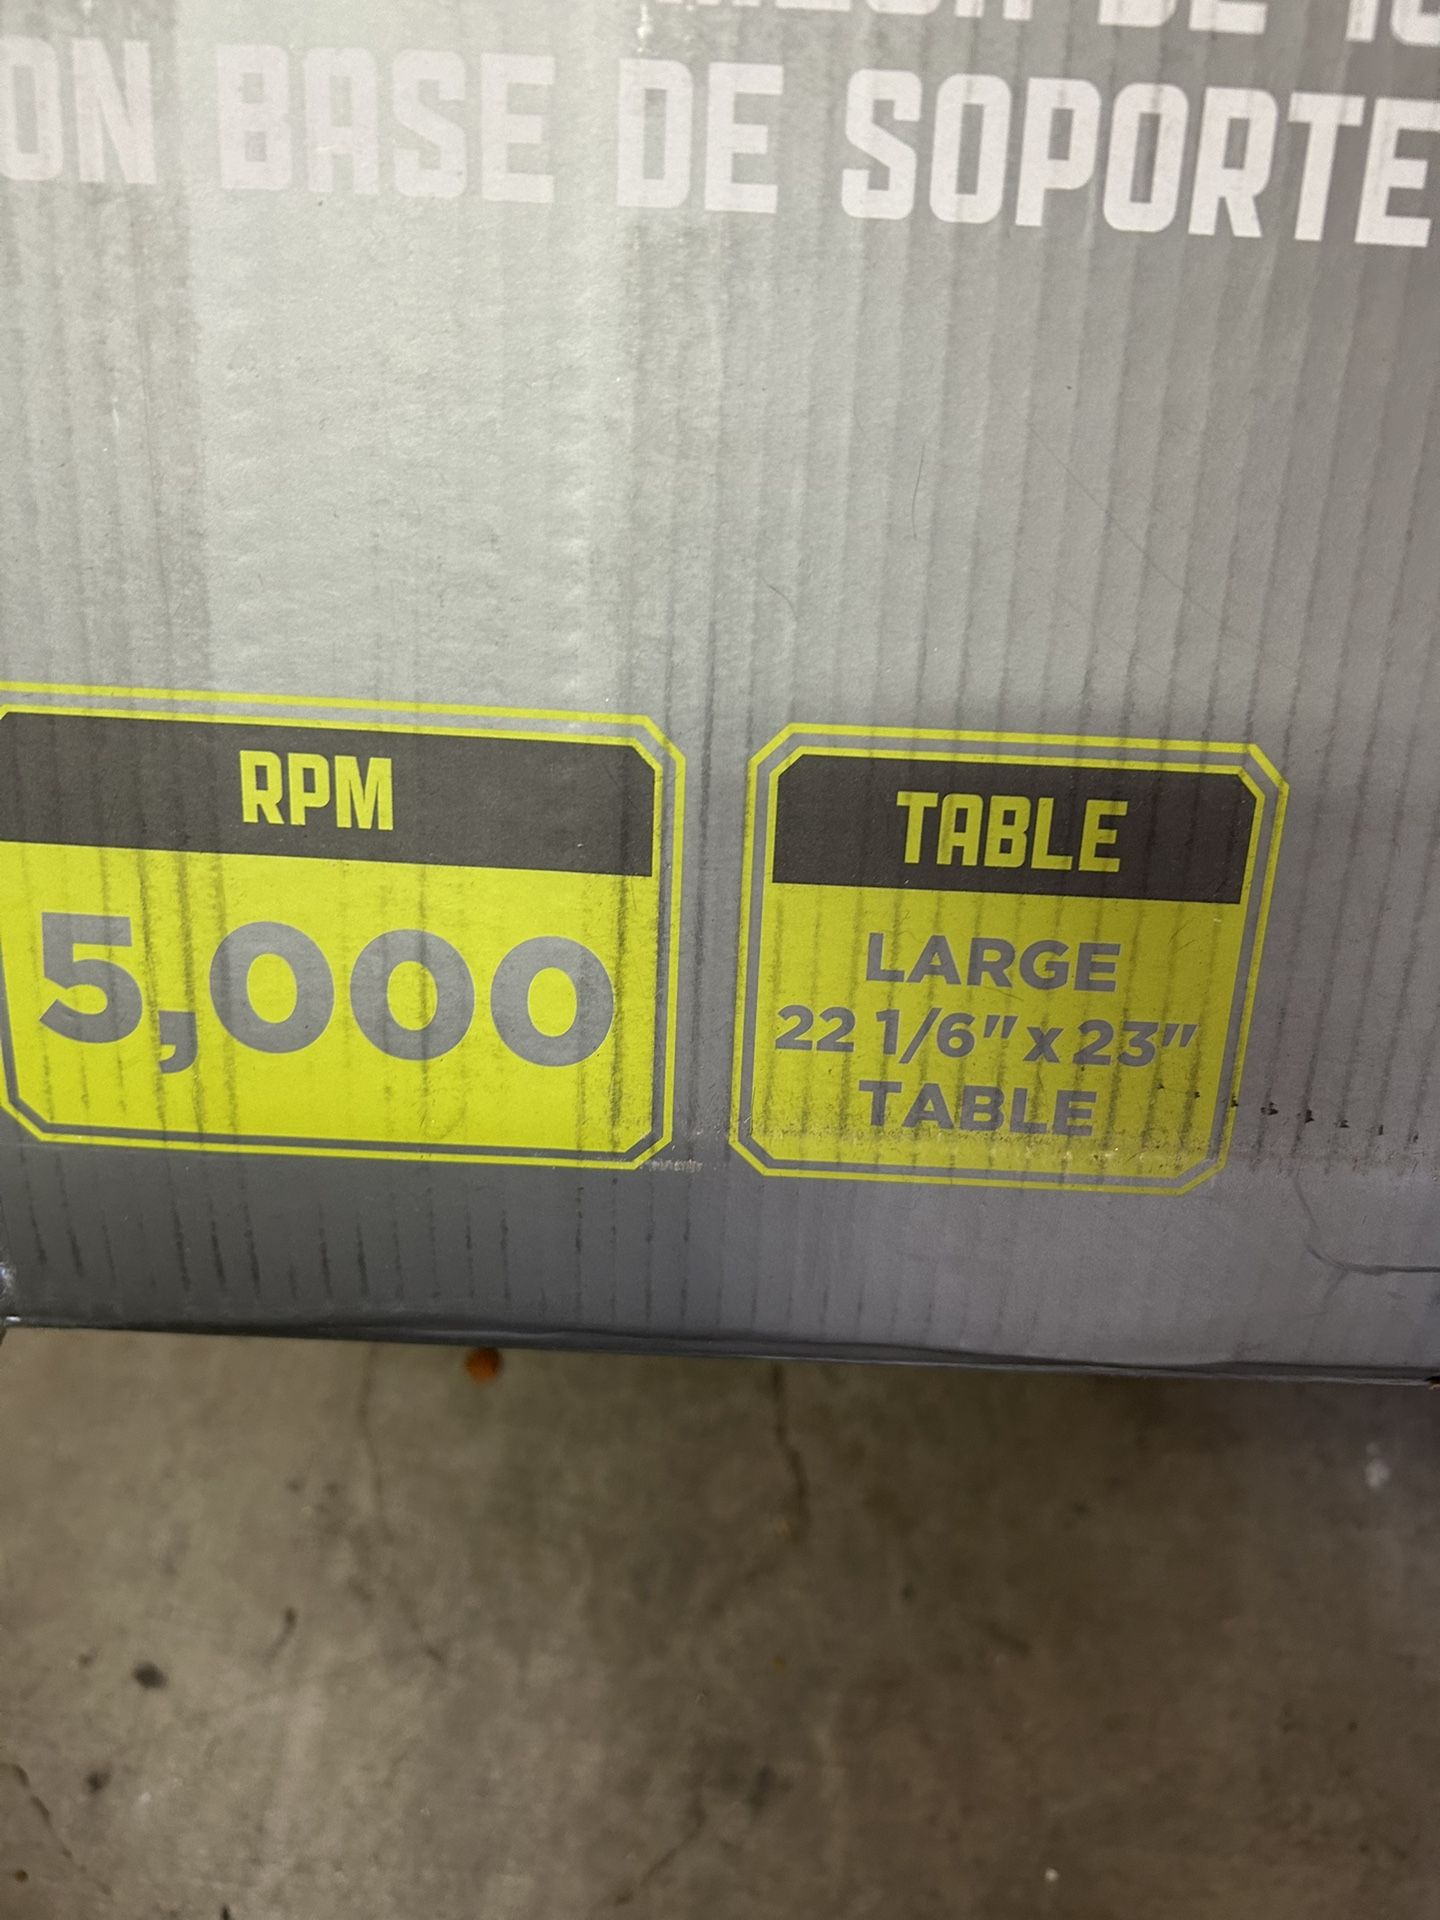 ON BASE DE SOPORTE
RPM
5,000
TABLE
LARGE
22 1/6" x 23"
TABLE